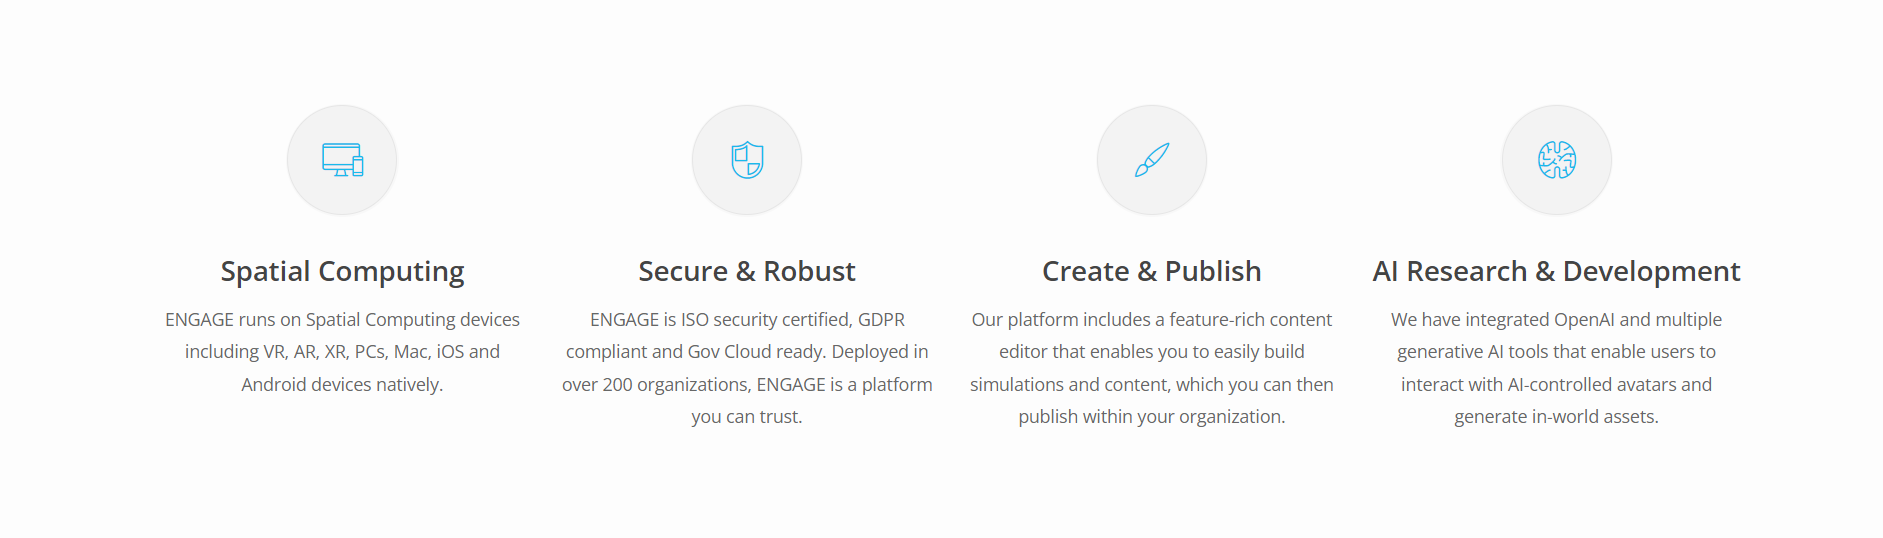 Spatial Computing
ENGAGE runs on Spatial Computing devices
including VR, AR, XR, PCs, Mac, iOS and
Android devices natively.
Secure & Robust
ENGAGE is ISO security certified, GDPR
compliant and Gov Cloud ready. Deployed in
over 200 organizations, ENGAGE is a platform
you can trust.
Create & Publish
Our platform includes a feature-rich content
editor that enables you to easily build
simulations and content, which you can then
publish within your organization.
AI Research & Development
We have integrated OpenAI and multiple
generative AI tools that enable users to
interact with AI-controlled avatars and
generate in-world assets.